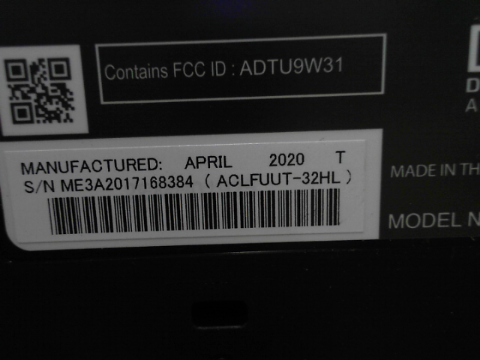 Contains FCC ID : ADTU9W31
D
A
MANUFACTURED: APRIL 2020 T
S/N ME3A2017168384 ( ACLFUUT-32HL )
MADE IN TH
MODEL N